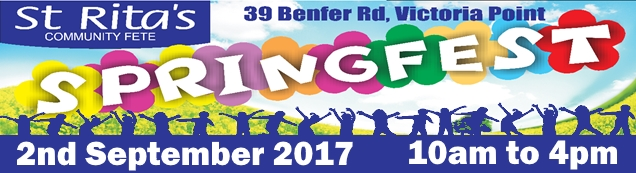 St Rita's
COMMUNITY FETE
39 Benfer Rd, Victoria Point
SPRINGFEST
2nd September 2017 10am to 4pm